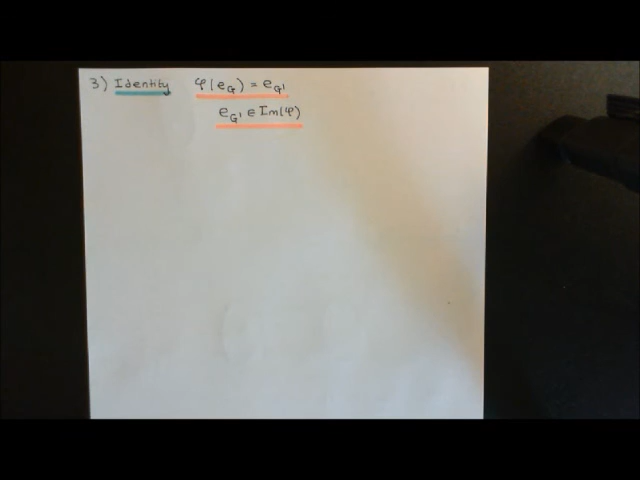 3) Identity φ(e_G) = e_G'
e_G' ∈ Im(φ)